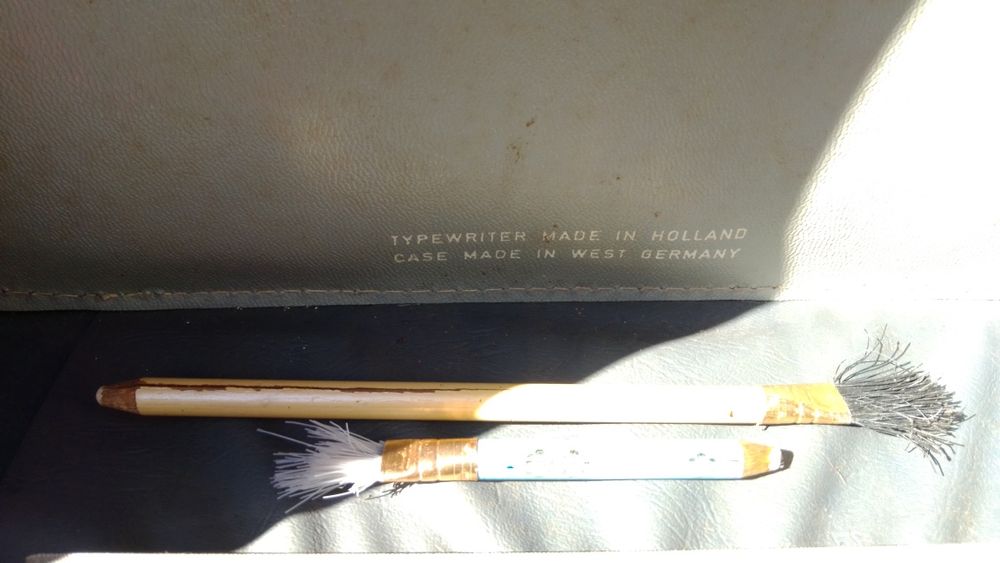 TYPEWRITER MADE IN HOLLAND
CASE MADE IN WEST GERMANY